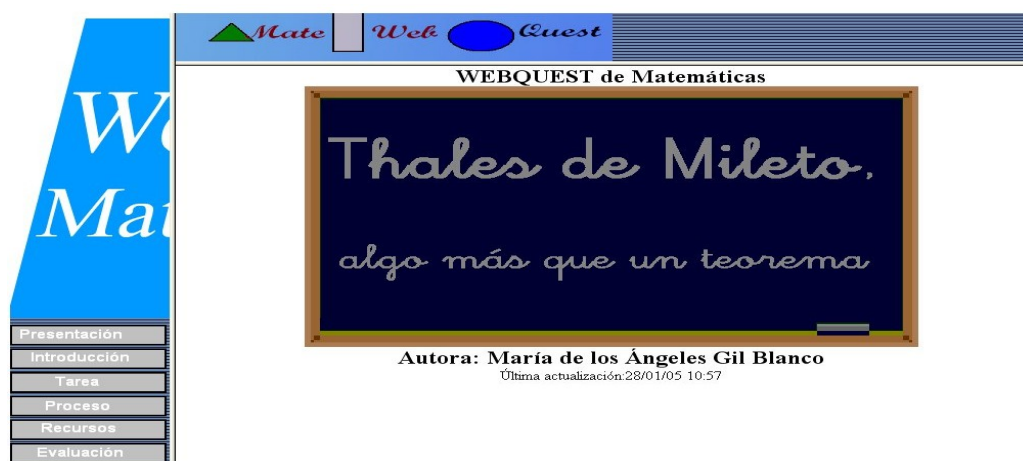 Mate Web Quest
WEBQUEST de Matemáticas
Thales de Mileto,
algo más que un teorema
Autora: María de los Ángeles Gil Blanco
Última actualización:28/01/05 10:57
Presentación
Introducción
Tarea
Proceso
Recursos
Evaluación